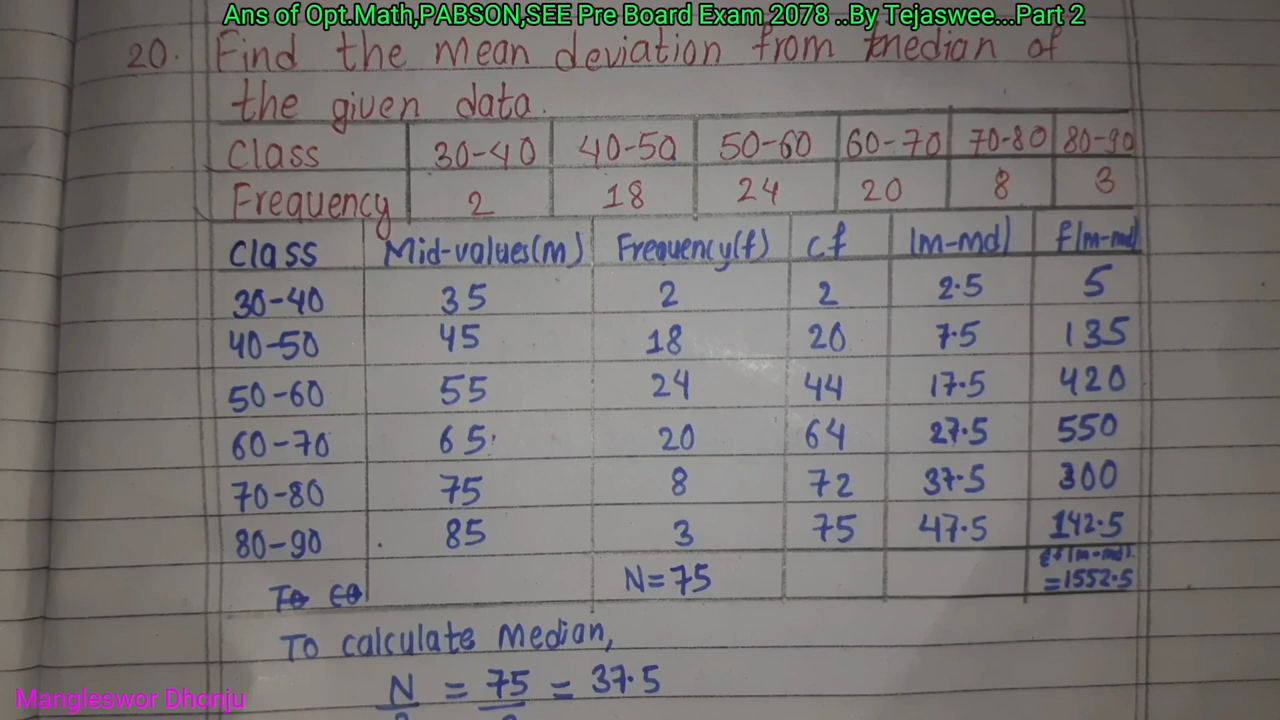 Ans of Opt.Math,PABSON,SEE Pre Board Exam 2078 ..By Tejaswee...Part 2
20. Find the mean deviation from median of
the given data.
Class 30-40 40-50 50-60 60-70 70-80 80-90
Frequency 2 18 24 20 8 3
Class Mid-values(m) Frequency(f) cf |m-md| f|m-md|
30-40 35 2 2 2.5 5
40-50 45 18 20 7.5 135
50-60 55 24 44 17.5 420
60-70 65 20 64 27.5 550
70-80 75 8 72 37.5 300
80-90 85 3 75 47.5 142.5
N=75 Σf|m-md| =1552.5
To calculate median,
N = 75 = 37.5
Mangleswor Dhonju